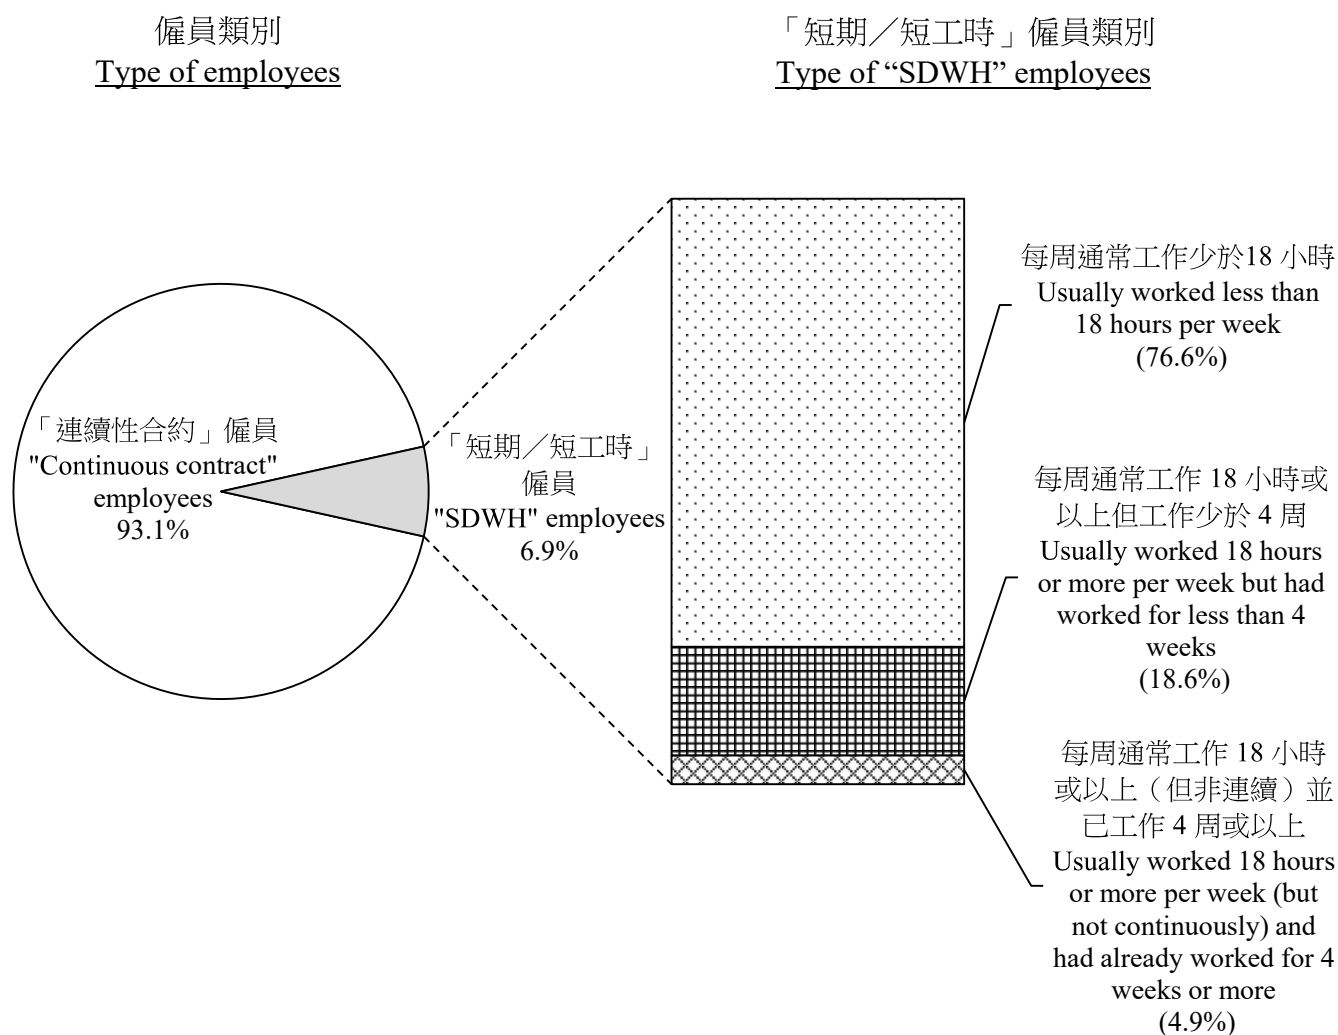 僱員類別
Type of employees
「短期／短工時」僱員類別
Type of “SDWH” employees
「連續性合約」僱員
"Continuous contract"
employees
93.1%
「短期／短工時」
僱員
"SDWH" employees
6.9%
每周通常工作少於18 小時
Usually worked less than
18 hours per week
(76.6%)
每周通常工作 18 小時或
以上但工作少於 4 周
Usually worked 18 hours
or more per week but had
worked for less than 4
weeks
(18.6%)
每周通常工作 18 小時
或以上（但非連續）並
已工作 4 周或以上
Usually worked 18 hours
or more per week (but
not continuously) and
had already worked for 4
weeks or more
(4.9%)